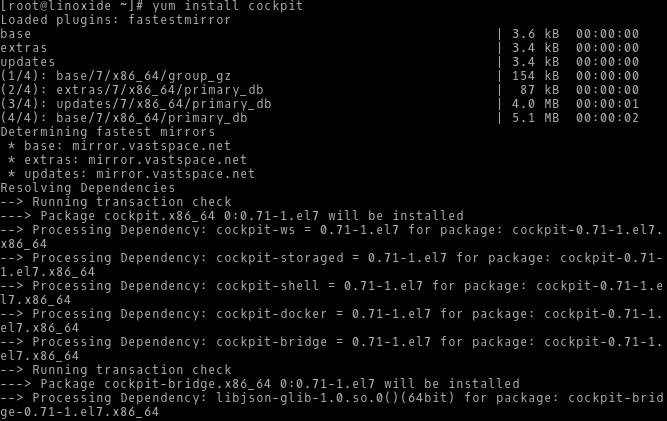 [root@linoxide ~]# yum install cockpit
Loaded plugins: fastestmirror
base | 3.6 kB 00:00:00
extras | 3.4 kB 00:00:00
updates | 3.4 kB 00:00:00
(1/4): base/7/x86_64/group_gz | 154 kB 00:00:00
(2/4): extras/7/x86_64/primary_db | 87 kB 00:00:00
(3/4): updates/7/x86_64/primary_db | 4.0 MB 00:00:01
(4/4): base/7/x86_64/primary_db | 5.1 MB 00:00:02
Determining fastest mirrors
 * base: mirror.vastspace.net
 * extras: mirror.vastspace.net
 * updates: mirror.vastspace.net
Resolving Dependencies
--> Running transaction check
---> Package cockpit.x86_64 0:0.71-1.el7 will be installed
--> Processing Dependency: cockpit-ws = 0.71-1.el7 for package: cockpit-0.71-1.el7.
x86_64
--> Processing Dependency: cockpit-storaged = 0.71-1.el7 for package: cockpit-0.71-
1.el7.x86_64
--> Processing Dependency: cockpit-shell = 0.71-1.el7 for package: cockpit-0.71-1.e
l7.x86_64
--> Processing Dependency: cockpit-docker = 0.71-1.el7 for package: cockpit-0.71-1.
el7.x86_64
--> Processing Dependency: cockpit-bridge = 0.71-1.el7 for package: cockpit-0.71-1.
el7.x86_64
--> Running transaction check
---> Package cockpit-bridge.x86_64 0:0.71-1.el7 will be installed
--> Processing Dependency: libjson-glib-1.0.so.0()(64bit) for package: cockpit-brid
ge-0.71-1.el7.x86_64